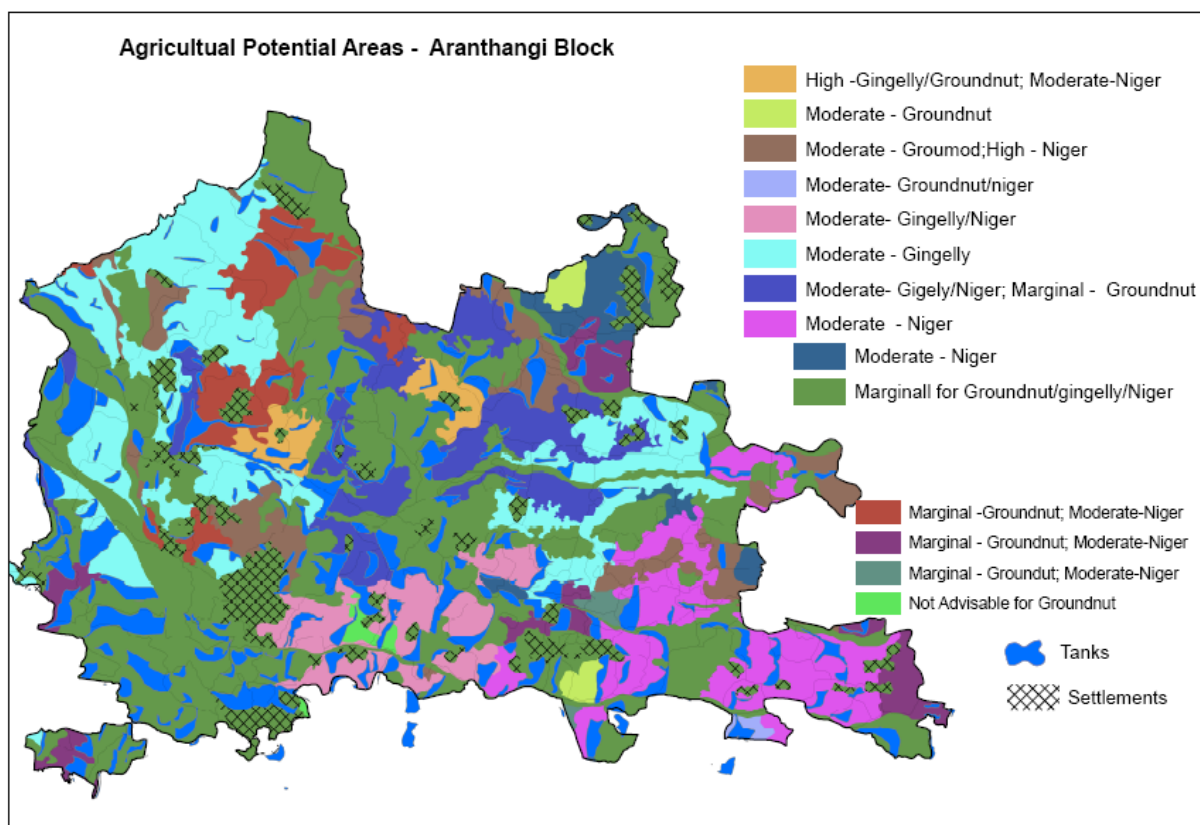 Agricultual Potential Areas - Aranthangi Block
High -Gingelly/Groundnut; Moderate-Niger
Moderate - Groundnut
Moderate - Groumod;High - Niger
Moderate- Groundnut/niger
Moderate- Gingelly/Niger
Moderate - Gingelly
Moderate- Gigely/Niger; Marginal - Groundnut
Moderate - Niger
Moderate - Niger
Marginall for Groundnut/gingelly/Niger
Marginal -Groundnut; Moderate-Niger
Marginal - Groundnut; Moderate-Niger
Marginal - Groundut; Moderate-Niger
Not Advisable for Groundnut
Tanks
Settlements